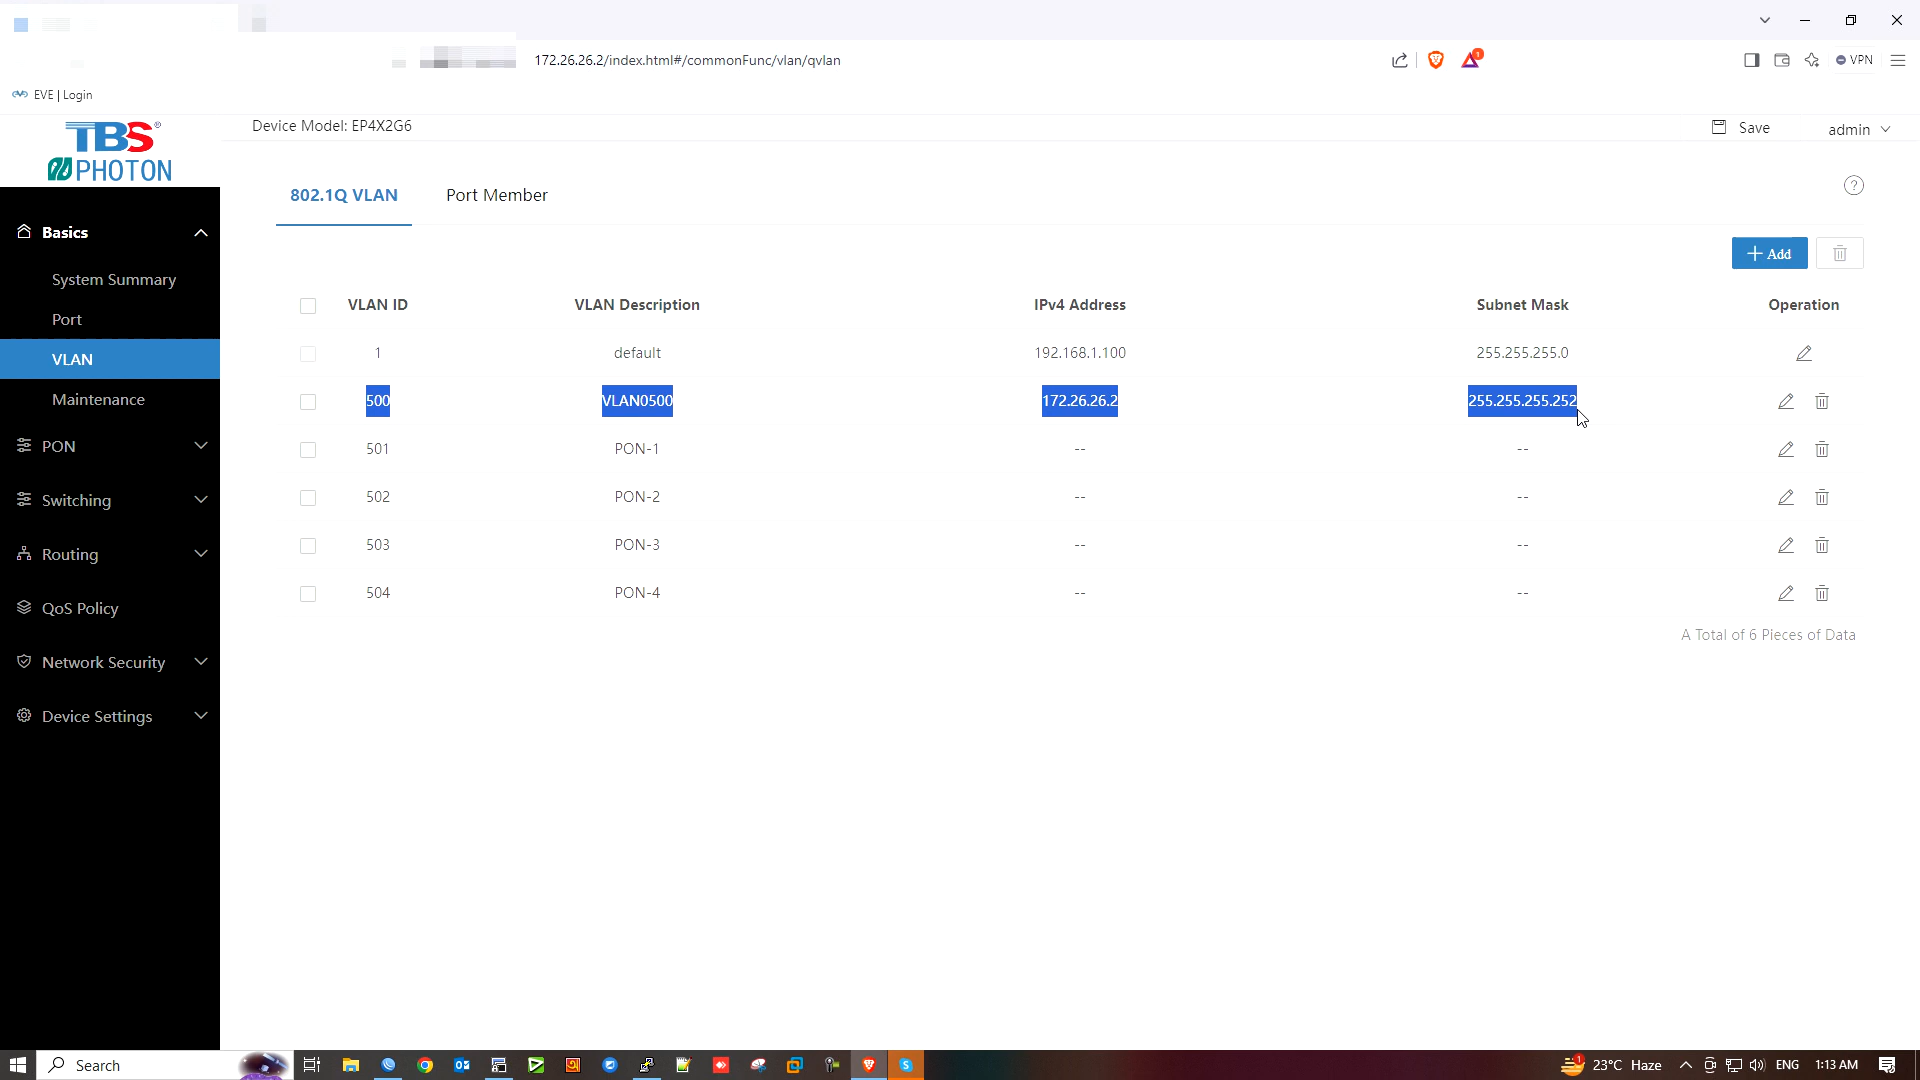 172.26.26.2/index.html#/commonFunc/vlan/qvlan
1
VPN
EVE | Login
TBS®
PHOTON
Device Model: EP4X2G6
Save
admin
802.1Q VLAN
Port Member
?
Basics
System Summary
Port
VLAN
Maintenance
PON
Switching
Routing
QoS Policy
Network Security
Device Settings
Add
VLAN ID VLAN Description IPv4 Address Subnet Mask Operation
1 default 192.168.1.100 255.255.255.0
500 VLAN0500 172.26.26.2 255.255.255.252
501 PON-1 -- --
502 PON-2 -- --
503 PON-3 -- --
504 PON-4 -- --
A Total of 6 Pieces of Data
Search
1
23°C Haze
ENG
1:13 AM